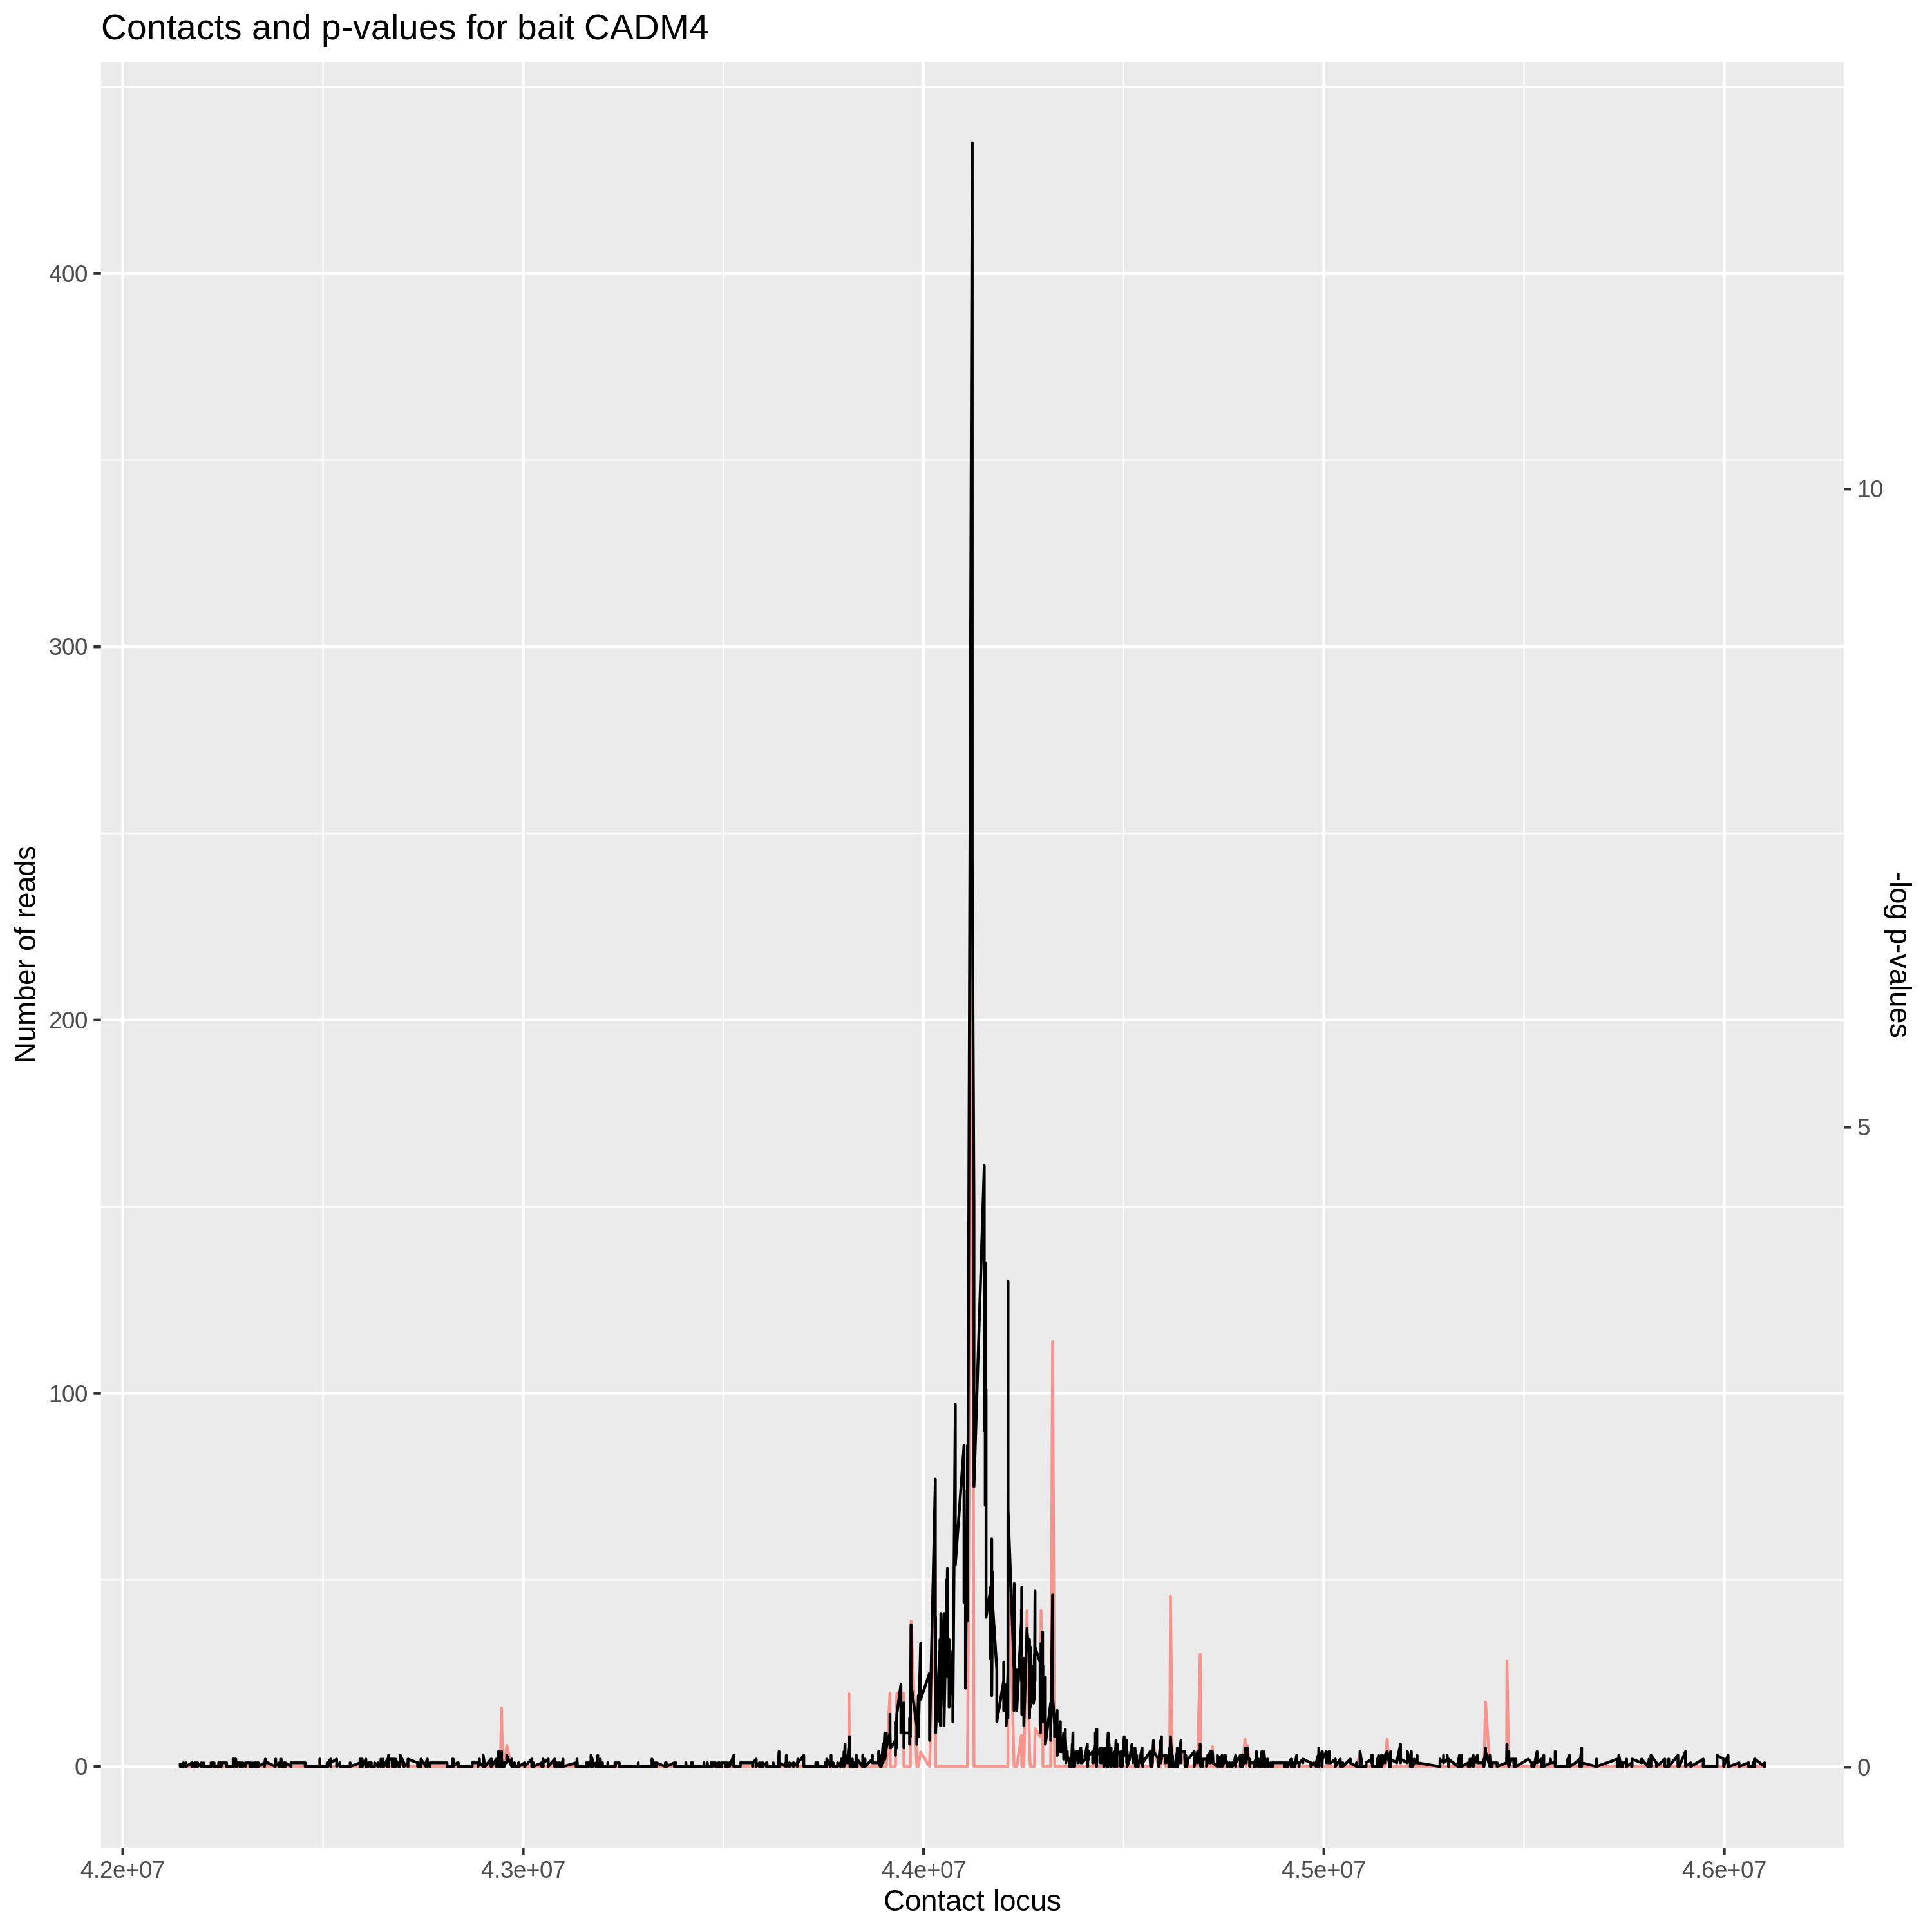 Contacts and p-values for bait CADM4
Number of reads
400
300
200
100
0
10
5
0
-log p-values
4.2e+07
4.3e+07
4.4e+07
4.5e+07
4.6e+07
Contact locus